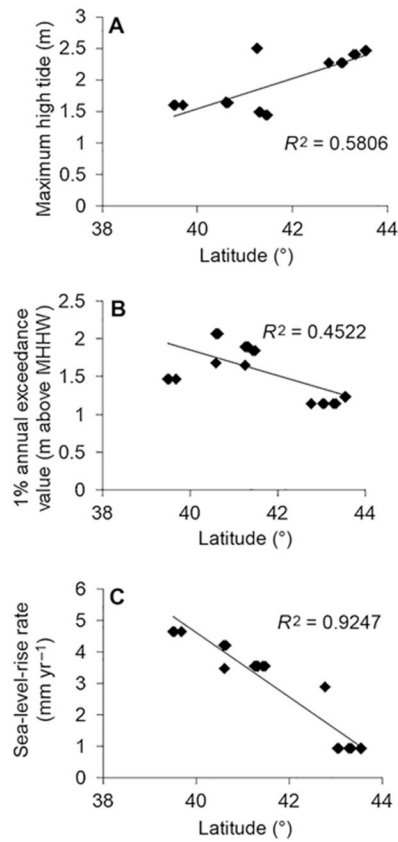 A
Maximum high tide (m)
3
2.5
2
1.5
1
0.5
0
R2 = 0.5806
38 40 42 44
Latitude (°)
B
1% annual exceedance
value (m above MHHW)
2.5
2
1.5
1
0.5
0
R2 = 0.4522
38 40 42 44
Latitude (°)
C
Sea-level-rise rate
(mm yr−1)
6
5
4
3
2
1
0
R2 = 0.9247
38 40 42 44
Latitude (°)